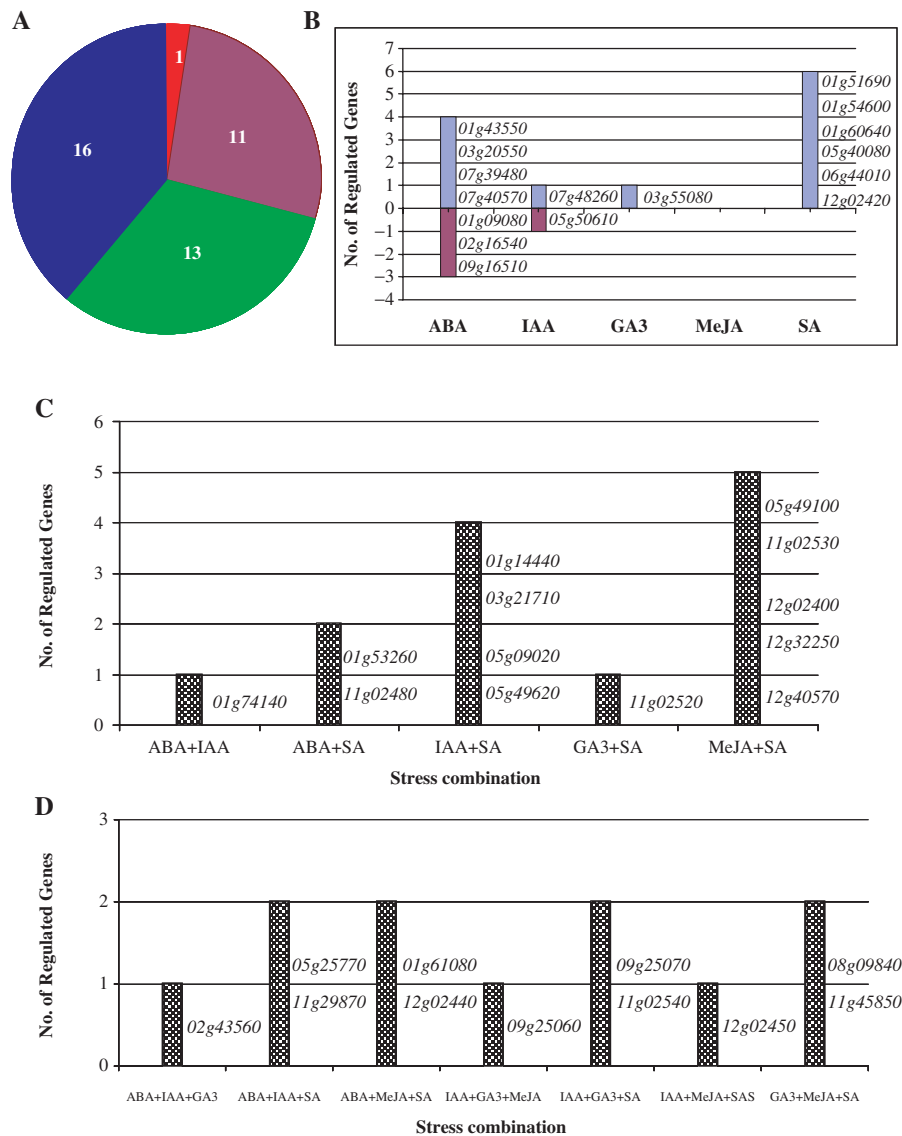 A
1
11
13
16
B
No. of Regulated Genes
7
6
5
4
3
2
1
0
−1
−2
−3
−4
01g43550
03g20550
07g39480
07g40570
01g09080
02g16540
09g16510
07g48260
05g50610
03g55080
01g51690
01g54600
01g60640
05g40080
06g44010
12g02420
ABA IAA GA3 MeJA SA
C
No. of Regulated Genes
6
5
4
3
2
1
0
01g74140
01g53260
11g02480
01g14440
03g21710
05g09020
05g49620
11g02520
05g49100
11g02530
12g02400
12g32250
12g40570
ABA+IAA ABA+SA IAA+SA GA3+SA MeJA+SA
Stress combination
D
No. of Regulated Genes
3
2
1
0
02g43560
05g25770
11g29870
01g61080
12g02440
09g25060
09g25070
11g02540
12g02450
08g09840
11g45850
ABA+IAA+GA3 ABA+IAA+SA ABA+MeJA+SA IAA+GA3+MeJA IAA+GA3+SA IAA+MeJA+SAS GA3+MeJA+SA
Stress combination